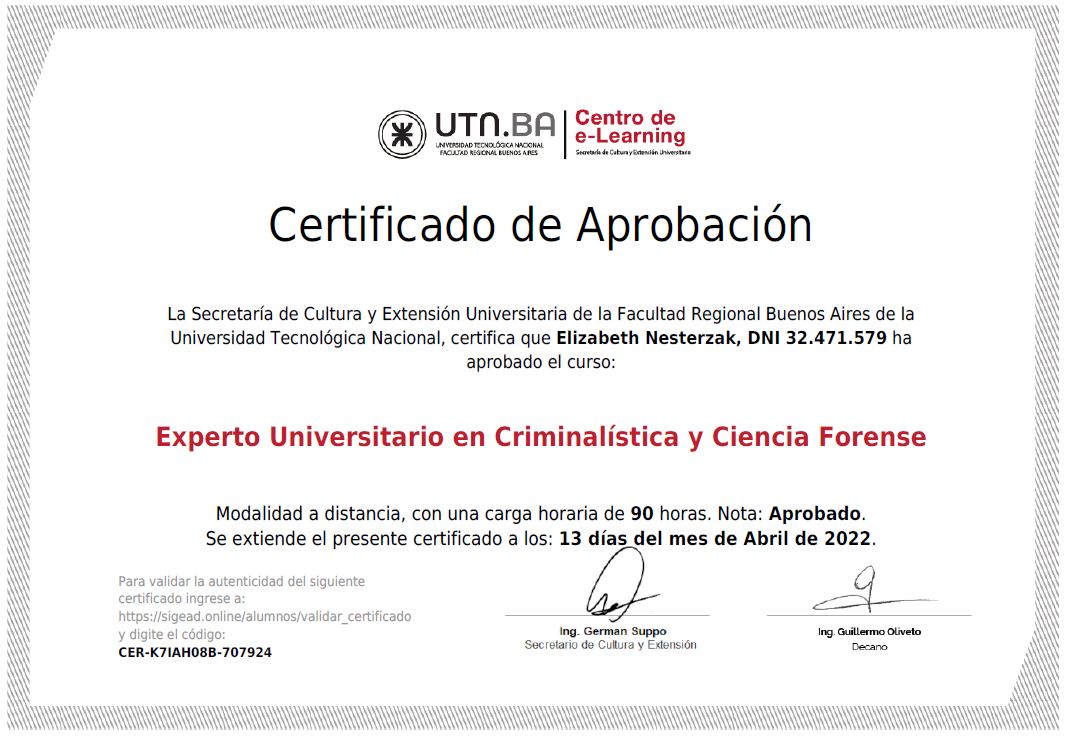 UTN.BA
UNIVERSIDAD TECNOLÓGICA NACIONAL
FACULTAD REGIONAL BUENOS AIRES
Centro de
e-Learning
Secretaría de Cultura y Extensión Universitaria
Certificado de Aprobación
La Secretaría de Cultura y Extensión Universitaria de la Facultad Regional Buenos Aires de la
Universidad Tecnológica Nacional, certifica que Elizabeth Nesterzak, DNI 32.471.579 ha
aprobado el curso:
Experto Universitario en Criminalística y Ciencia Forense
Modalidad a distancia, con una carga horaria de 90 horas. Nota: Aprobado.
Se extiende el presente certificado a los: 13 días del mes de Abril de 2022.
Para validar la autenticidad del siguiente
certificado ingrese a:
https://sigead.online/alumnos/validar_certificado
y digite el código:
CER-K7IAH08B-707924
Ing. German Suppo
Secretario de Cultura y Extensión
Ing. Guillermo Oliveto
Decano